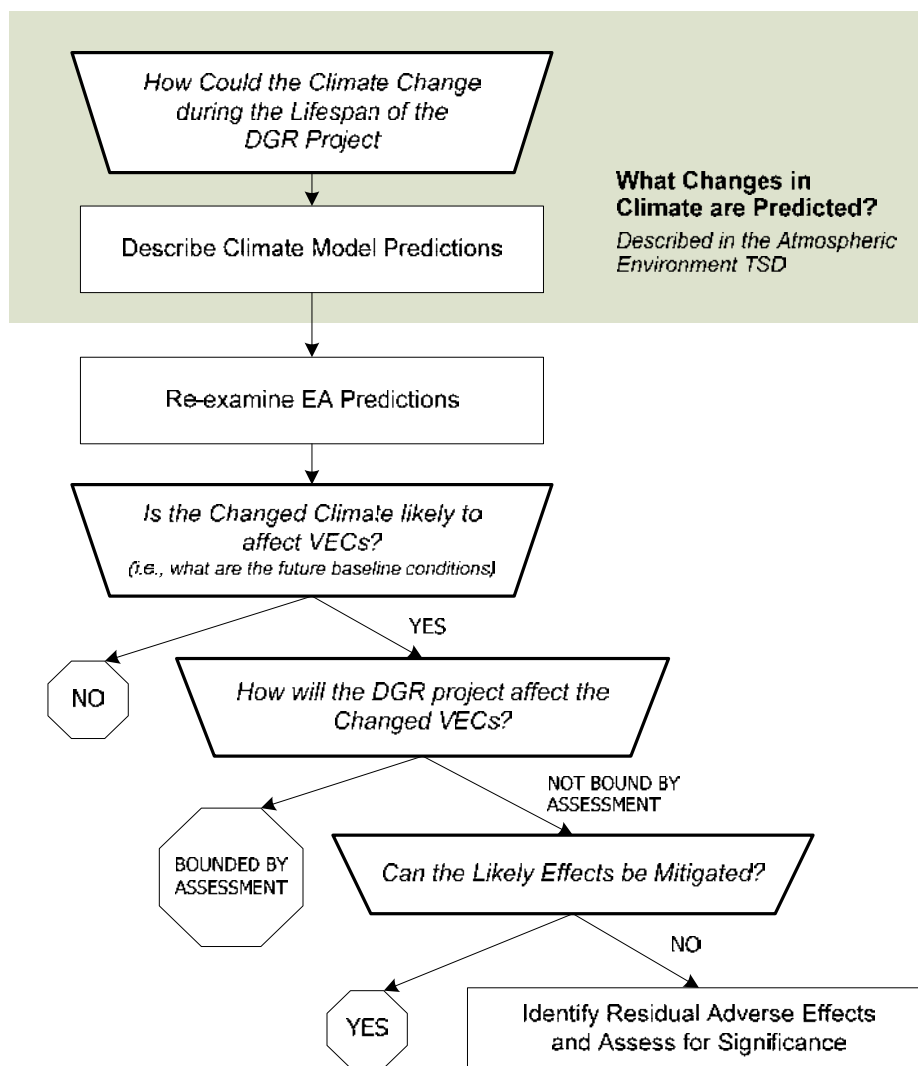 How Could the Climate Change
during the Lifespan of the
DGR Project
What Changes in
Climate are Predicted?
Described in the Atmospheric
Environment TSD
Describe Climate Model Predictions
Re-examine EA Predictions
Is the Changed Climate likely to
affect VECs?
(i.e., what are the future baseline conditions)
YES
NO
How will the DGR project affect the
Changed VECs?
NOT BOUND BY
ASSESSMENT
BOUNDED BY
ASSESSMENT
Can the Likely Effects be Mitigated?
NO
YES
Identify Residual Adverse Effects
and Assess for Significance